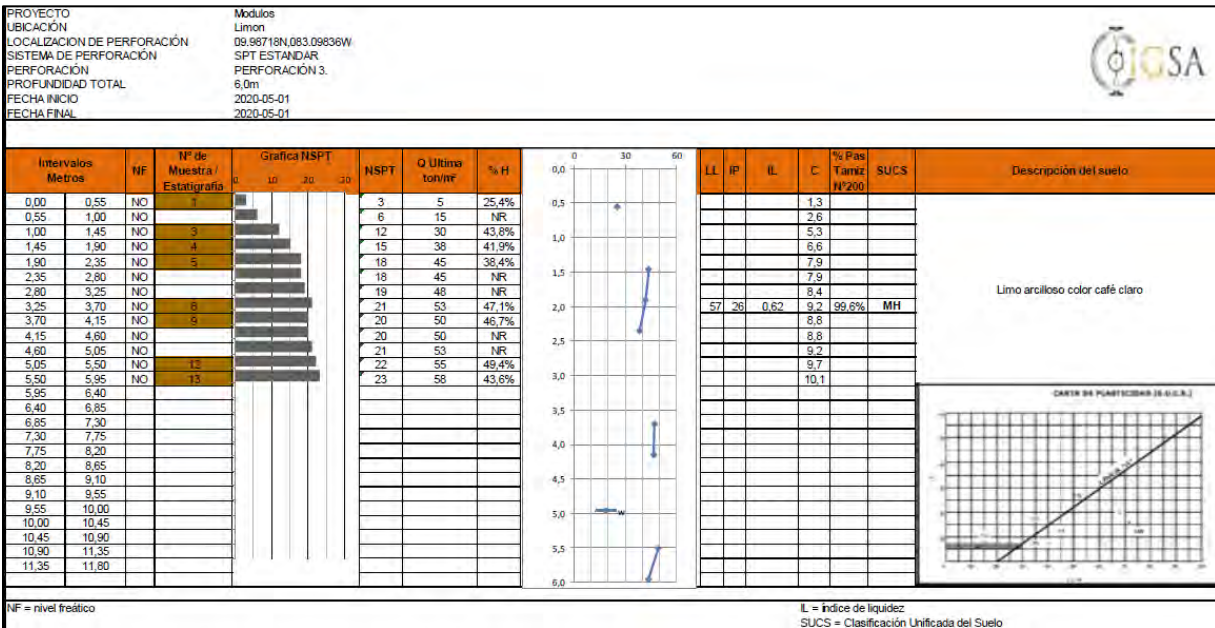 PROYECTO Modulos
UBICACIÓN Limon
LOCALIZACION DE PERFORACIÓN 09.98718N,083.09836W
SISTEMA DE PERFORACIÓN SPT ESTANDAR
PERFORACIÓN PERFORACIÓN 3.
PROFUNDIDAD TOTAL 6,0m
FECHA INICIO 2020-05-01
FECHA FINAL 2020-05-01
IGSA
Intervalos Metros NF N° de Muestra / Estatigrafia Grafica NSPT NSPT Q Ultima ton/m² % H LL IP IL C % Pas Tamiz N°200 SUCS Descripción del suelo
0 10 20 30
0 30 60
0,00 0,55 NO 1 3 5 25,4% 1,3
0,55 1,00 NO 6 15 NR 2,6
1,00 1,45 NO 3 12 30 43,8% 5,3
1,45 1,90 NO 4 15 38 41,9% 6,6
1,90 2,35 NO 5 18 45 38,4% 7,9
2,35 2,80 NO 18 45 NR 7,9
2,80 3,25 NO 19 48 NR 8,4
3,25 3,70 NO 8 21 53 47,1% 57 26 0,62 9,2 99,6% MH
3,70 4,15 NO 9 20 50 46,7% 8,8
4,15 4,60 NO 20 50 NR 8,8
4,60 5,05 NO 21 53 NR 9,2
5,05 5,50 NO 12 22 55 49,4% 9,7
5,50 5,95 NO 13 23 58 43,6% 10,1
5,95 6,40
6,40 6,85
6,85 7,30
7,30 7,75
7,75 8,20
8,20 8,65
8,65 9,10
9,10 9,55
9,55 10,00
10,00 10,45
10,45 10,90
10,90 11,35
11,35 11,80
0,0
0,5
1,0
1,5
2,0
2,5
3,0
3,5
4,0
4,5
5,0
5,5
6,0
w
Limo arcilloso color café claro
CARTA DE PLASTICIDAD (S.U.C.S.)
NF = nivel freático
IL = índice de liquidez
SUCS = Clasificación Unificada del Suelo